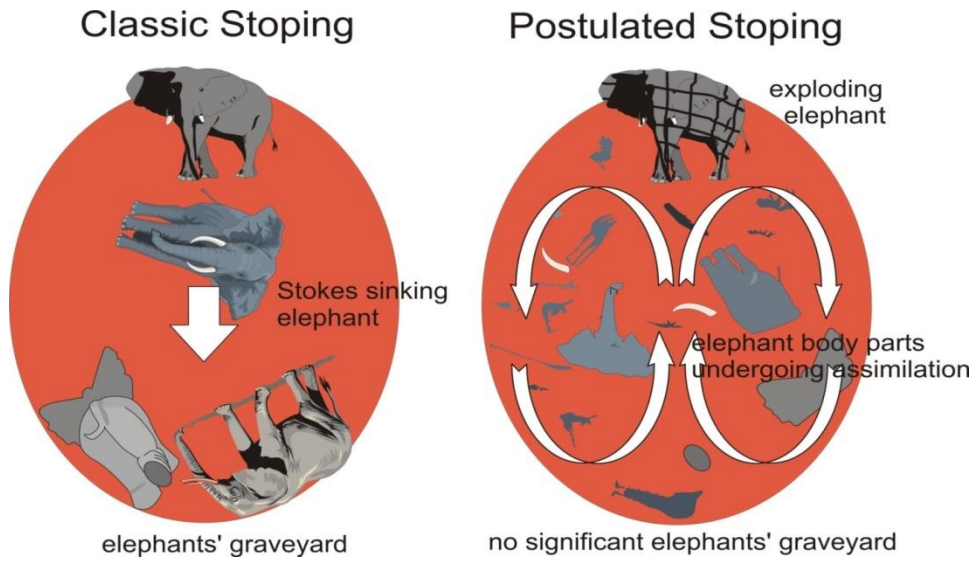 Classic Stoping
Postulated Stoping
exploding
elephant
Stokes sinking
elephant
elephant body parts
undergoing assimilation
elephants' graveyard
no significant elephants' graveyard